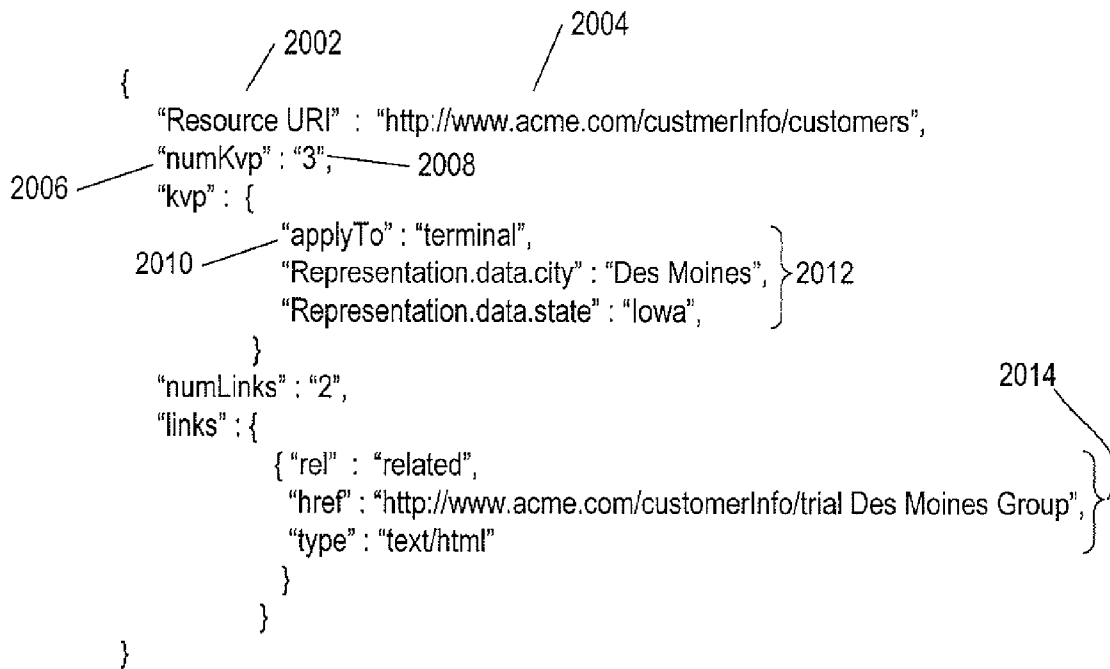 2002
2004
{
“Resource URI” : “http://www.acme.com/custmerInfo/customers”,
“numKvp” : “3”,
2006
2008
“kvp” : {
“applyTo” : “terminal”,
2010
“Representation.data.city” : “Des Moines”,
2012
“Representation.data.state” : “Iowa”,
}
“numLinks” : “2”,
2014
“links” : {
{ “rel” : “related”,
“href” : “http://www.acme.com/customerInfo/trial Des Moines Group”,
“type” : “text/html”
}
}
}